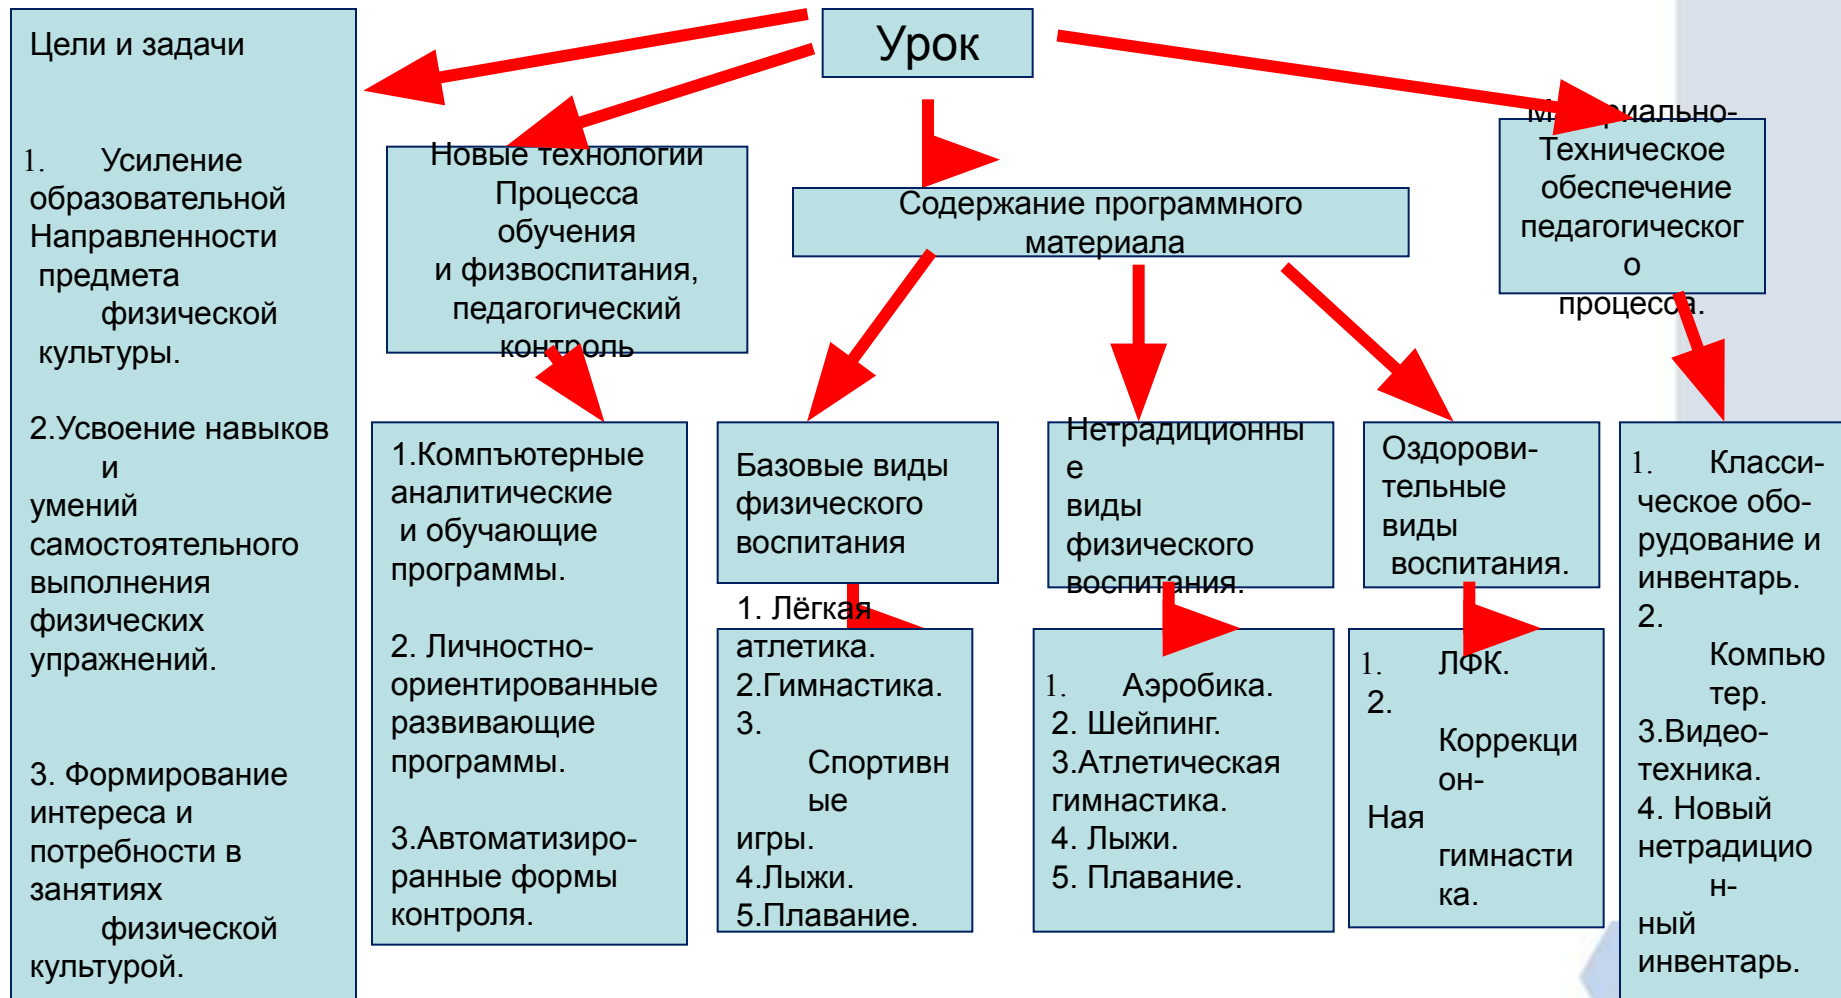 Урок
Цели и задачи
1. Усиление
образовательной
Направленности
предмета
физической
культуры.
2.Усвоение навыков
и
умений
самостоятельного
выполнения
физических
упражнений.
3. Формирование
интереса и
потребности в
занятиях
физической
культурой.
Новые технологии
Процесса
обучения
и физвоспитания,
педагогический
контроль
Содержание программного
материала
Материально-
Техническое
обеспечение
педагогическог
о
процесса.
1.Компъютерные
аналитические
и обучающие
программы.
2. Личностно-
ориентированные
развивающие
программы.
3.Автоматизиро-
ранные формы
контроля.
Базовые виды
физического
воспитания
1. Лёгкая
атлетика.
2.Гимнастика.
3.
Спортивн
ые
игры.
4.Лыжи.
5.Плавание.
Нетрадиционны
е
виды
физического
воспитания.
1. Аэробика.
2. Шейпинг.
3.Атлетическая
гимнастика.
4. Лыжи.
5. Плавание.
Оздорови-
тельные
виды
воспитания.
1. ЛФК.
2.
Коррекци
он-
Ная
гимнасти
ка.
1. Класси-
ческое обо-
рудование и
инвентарь.
2.
Компью
тер.
3.Видео-
техника.
4. Новый
нетрадицио
н-
ный
инвентарь.